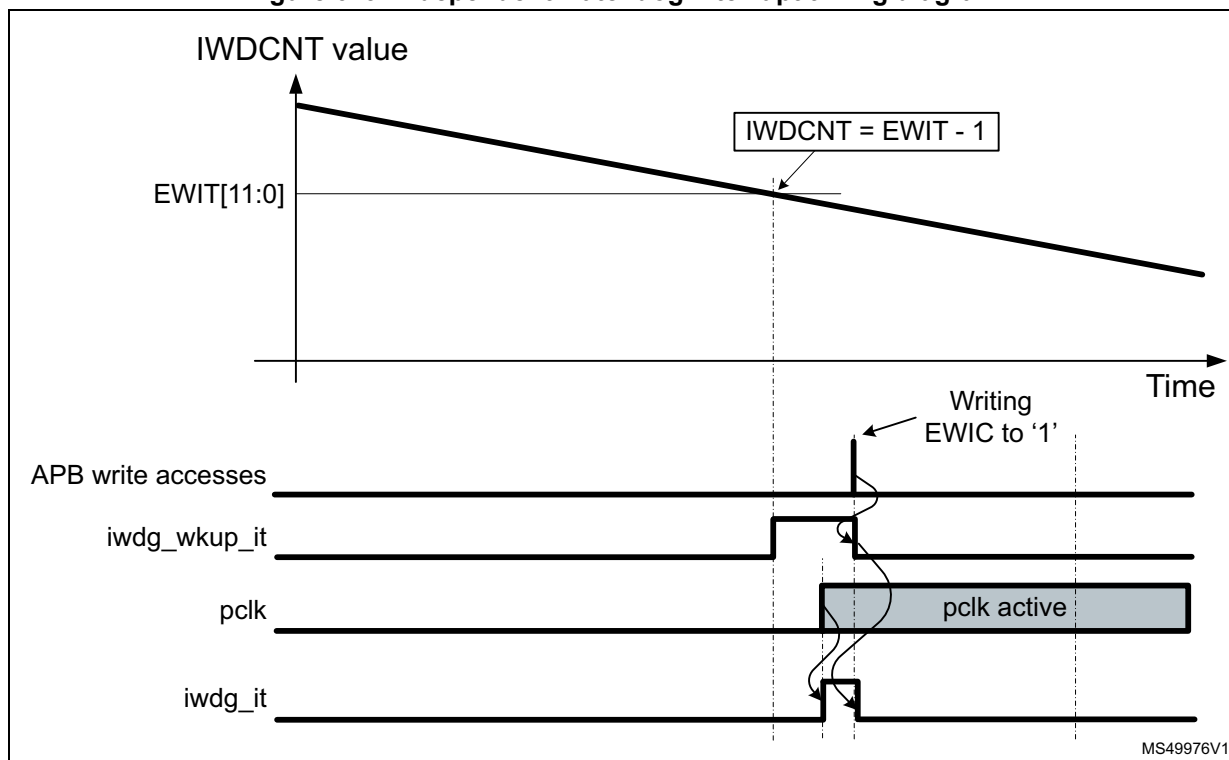 IWDCNT value
IWDCNT = EWIT - 1
EWIT[11:0]
Time
Writing
EWIC to ‘1’
APB write accesses
iwdg_wkup_it
pclk
pclk active
iwdg_it
MS49976V1